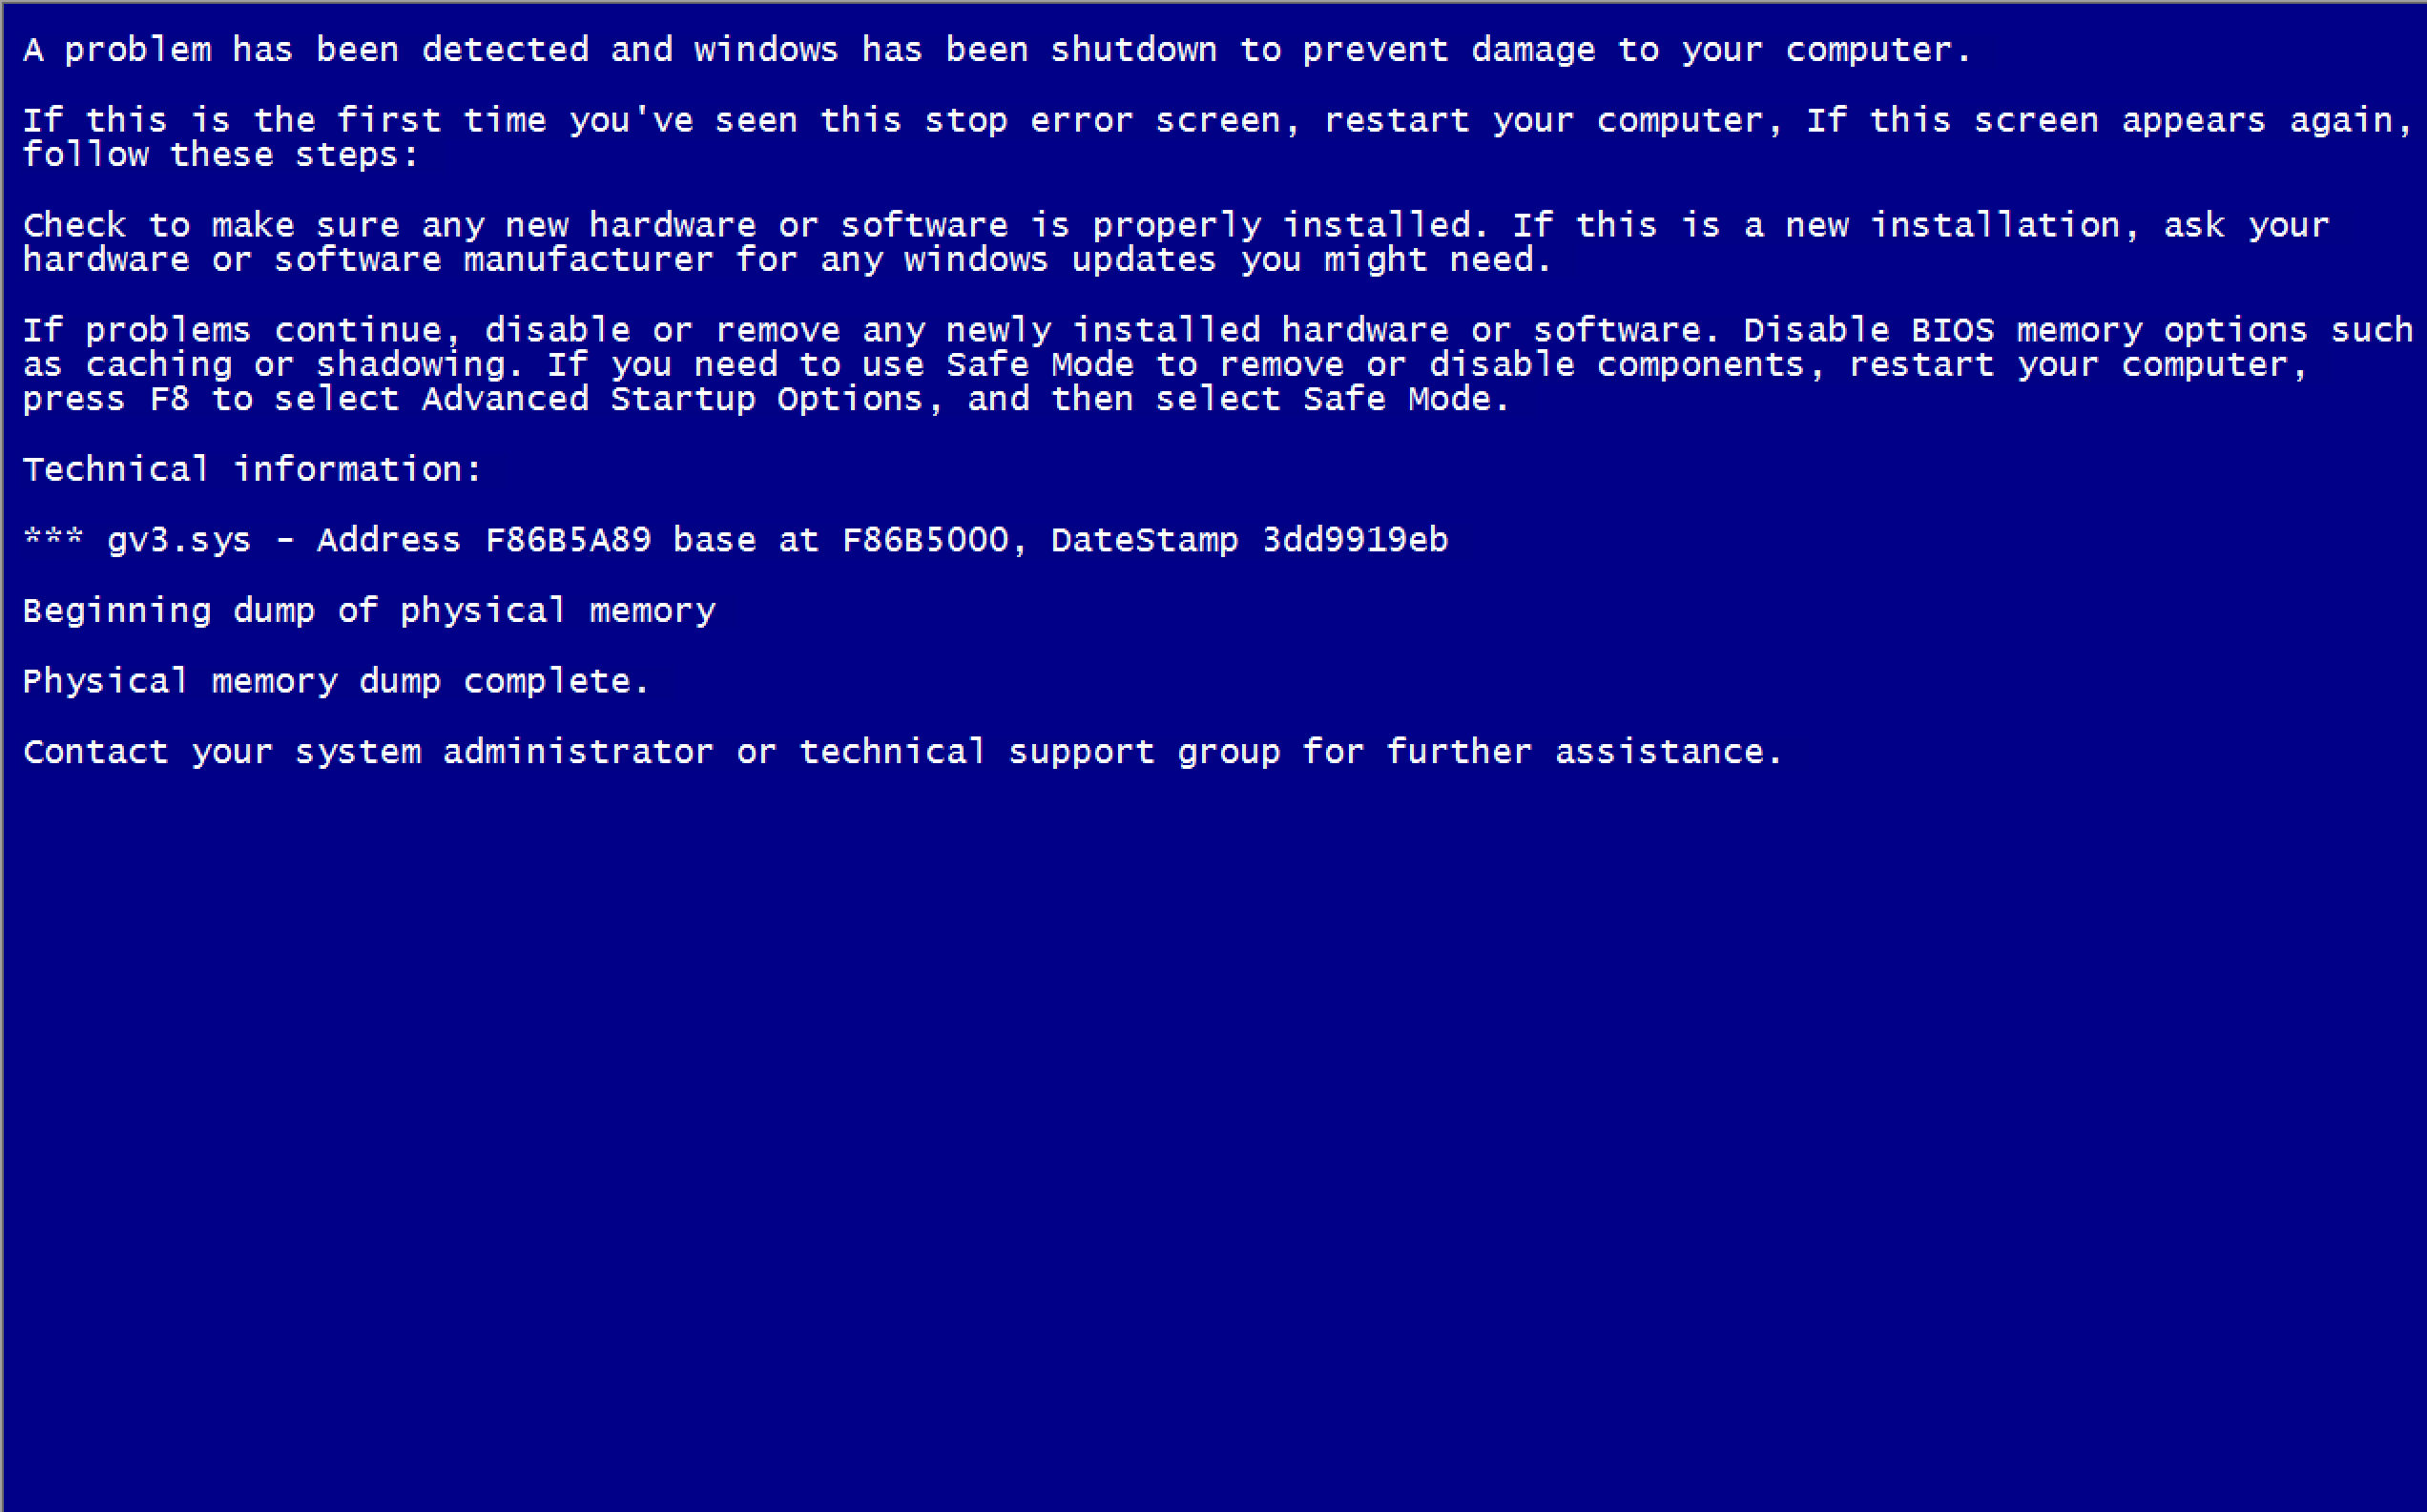 A problem has been detected and windows has been shutdown to prevent damage to your computer.
If this is the first time you've seen this stop error screen, restart your computer, If this screen appears again,
follow these steps:
Check to make sure any new hardware or software is properly installed. If this is a new installation, ask your
hardware or software manufacturer for any windows updates you might need.
If problems continue, disable or remove any newly installed hardware or software. Disable BIOS memory options such
as caching or shadowing. If you need to use Safe Mode to remove or disable components, restart your computer,
press F8 to select Advanced Startup Options, and then select Safe Mode.
Technical information:
*** gv3.sys - Address F86B5A89 base at F86B5000, DateStamp 3dd9919eb
Beginning dump of physical memory
Physical memory dump complete.
Contact your system administrator or technical support group for further assistance.